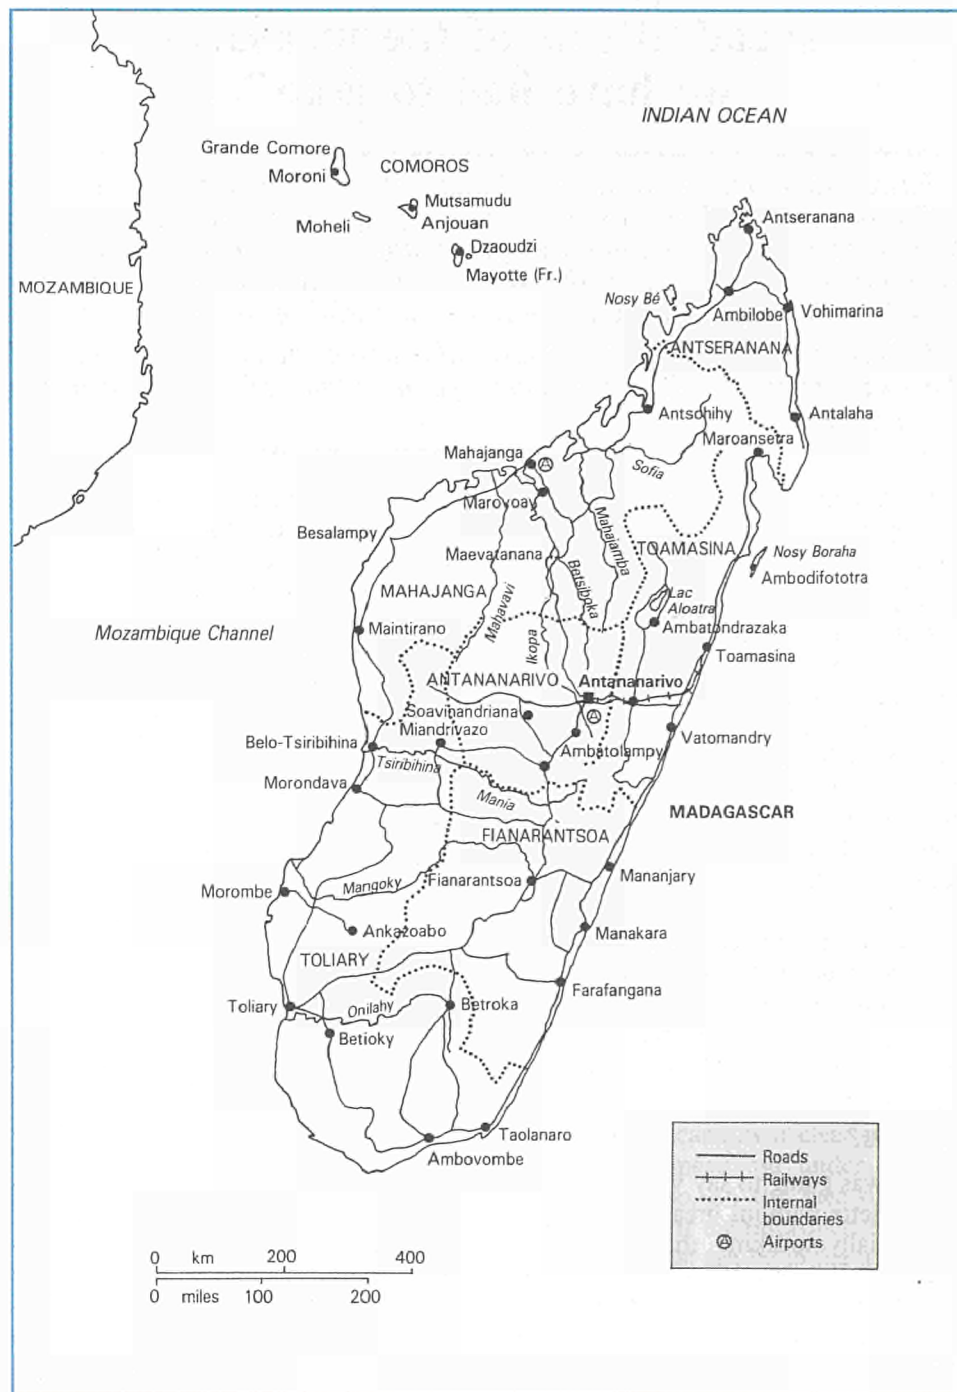 INDIAN OCEAN
Grande Comore
Moroni
COMOROS
Mutsamudu
Anjouan
Moheli
Dzaoudzi
Mayotte (Fr.)
MOZAMBIQUE
Antseranana
Nosy Bé
Ambilobe
Vohimarina
ANTSERANANA
Antsohihy
Antalaha
Maroansetra
Mahajanga
A
Sofia
Marovoay
Besalampy
Mahajamba
TOAMASINA
Nosy Boraha
Maevatanana
Ambodifototra
Betsiboka
MAHAJANGA
Mahavavi
Lac
Aloatra
Mozambique Channel
Maintirano
Ambatondrazaka
Ikopa
Toamasina
ANTANANARIVO
Antananarivo
Soavinandriana
A
Miandrivazo
Vatomandry
Belo-Tsiribihina
Ambatolampy
Tsiribihina
Morondava
Mania
MADAGASCAR
FIANARANTSOA
Mananjary
Morombe
Mangoky
Fianarantsoa
Ankazoabo
Manakara
TOLIARY
Farafangana
Toliary
Onilahy
Betroka
Betioky
Taolanaro
Ambovombe
Roads
Railways
Internal
boundaries
A Airports
0 km 200 400
0 miles 100 200